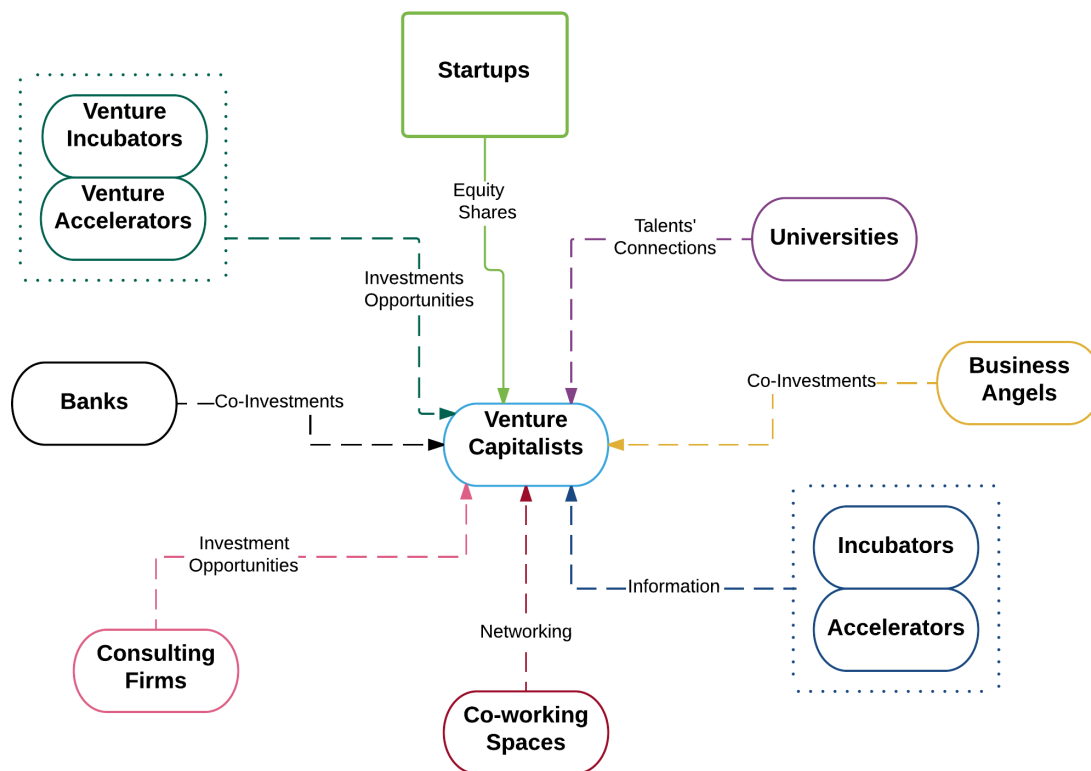 Startups
Venture
Incubators
Venture
Accelerators
Equity
Shares
Talents'
Connections
Universities
Investments
Opportunities
Business
Angels
Co-Investments
Banks
Co-Investments
Venture
Capitalists
Investment
Opportunities
Incubators
Information
Accelerators
Networking
Consulting
Firms
Co-working
Spaces